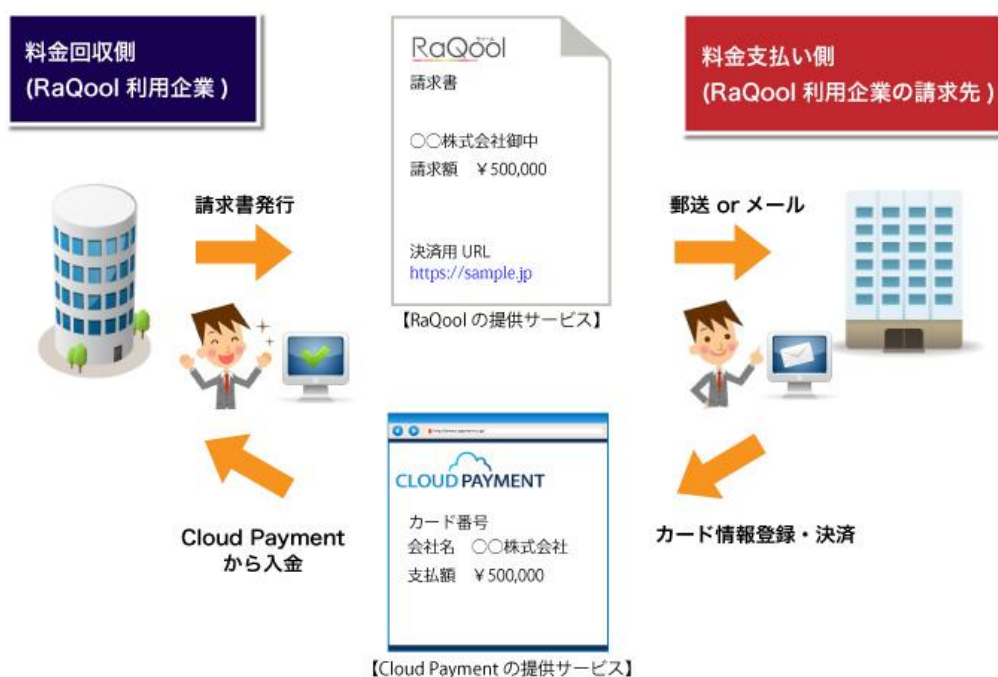 料金回収側
(RaQool 利用企業 )
RaQool
請求書
〇〇株式会社御中
請求額 ¥500,000
決済用 URL
https://sample.jp
【RaQool の提供サービス】
料金支払い側
(RaQool 利用企業の請求先 )
請求書発行
郵送 or メール
カード情報登録・決済
CLOUD PAYMENT
カード番号
会社名 〇〇株式会社
支払額 ¥500,000
【Cloud Payment の提供サービス】
Cloud Payment
から入金